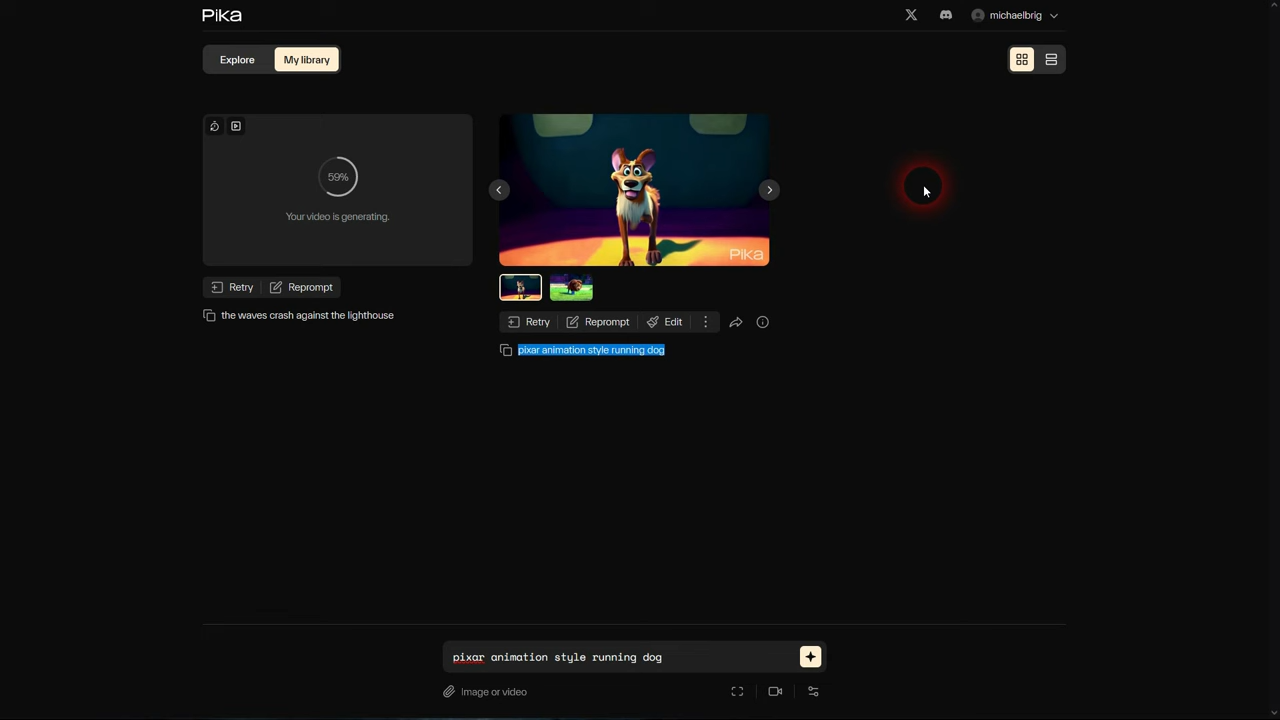 Pika
michaelbrig
Explore
My library
59%
Your video is generating.
Pika
Retry
Reprompt
the waves crash against the lighthouse
Retry
Reprompt
Edit
pixar animation style running dog
pixar animation style running dog
Image or video